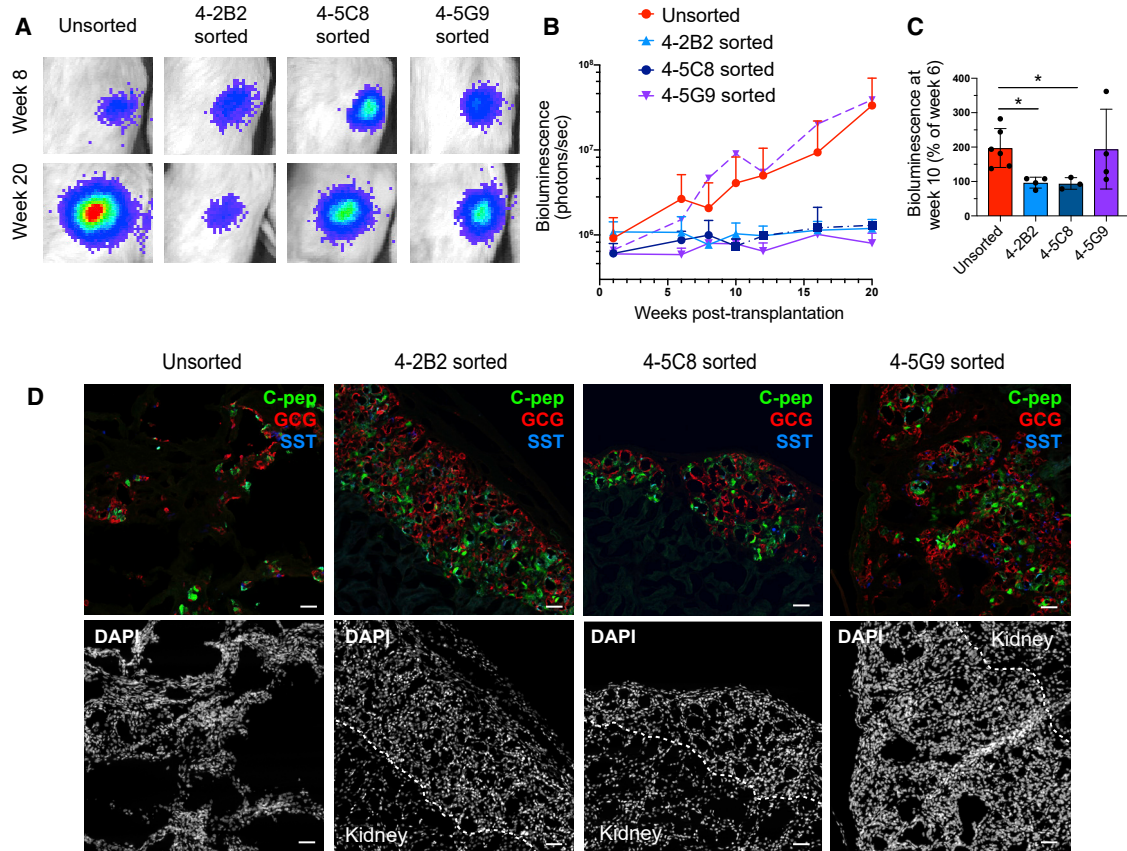 A
Unsorted
4-2B2
sorted
4-5C8
sorted
4-5G9
sorted
Week 8
Week 20
B
Unsorted
4-2B2 sorted
4-5C8 sorted
4-5G9 sorted
Bioluminescence
(photons/sec)
10⁸
10⁷
10⁶
0
5
10
15
20
Weeks post-transplantation
C
Bioluminescence at
week 10 (% of week 6)
400
300
200
100
0
*
*
Unsorted
4-2B2
4-5C8
4-5G9
D
Unsorted
4-2B2 sorted
4-5C8 sorted
4-5G9 sorted
C-pep
GCG
SST
C-pep
GCG
SST
C-pep
GCG
SST
C-pep
GCG
SST
DAPI
DAPI
Kidney
DAPI
Kidney
DAPI
Kidney